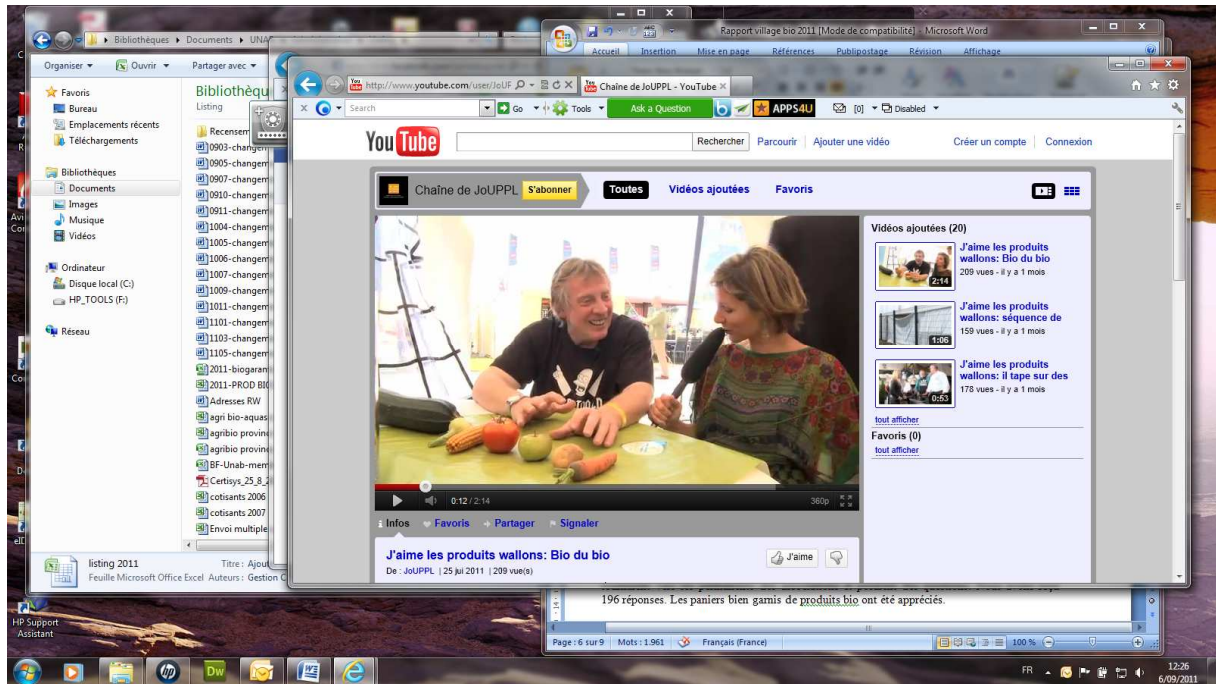 Bibliothèques ▸ Documents ▸ UNA
Organiser ▾ Ouvrir ▾ Partager avec ▾
Favoris
Bureau
Emplacements récents
Téléchargements
Bibliothèques
Documents
Images
Musique
Vidéos
Ordinateur
Disque local (C:)
HP_TOOLS (F:)
Réseau
Bibliothèqu
Listing
Recensem
0903-changem
0905-changem
0907-changem
0910-changem
0911-changem
1004-changem
1005-changem
1006-changem
1007-changem
1009-changem
1011-changem
1101-changem
1103-changem
1105-changem
2011-biogaran
2011-PROD BI
Adresses RW
agri bio-aquas
agribio provinc
agribio provinc
BF-Unab-mem
Certisys_25_8_2
cotisants 2006
cotisants 2007
Envoi multiple
listing 2011 Titre : Ajout
Feuille Microsoft Office Excel Auteurs : Gestion C
Rapport village bio 2011 [Mode de compatibilité] - Microsoft Word
Accueil Insertion Mise en page Références Publipostage Révision Affichage
http://www.youtube.com/user/JoUF
Chaîne de JoUPPL - YouTube
Search Go Tools Ask a Question APPS4U [0] Disabled
YouTube Rechercher Parcourir Ajouter une vidéo Créer un compte Connexion
Chaîne de JoUPPL S'abonner Toutes Vidéos ajoutées Favoris
0:12 / 2:14 360p
Infos Favoris Partager Signaler
J'aime les produits wallons: Bio du bio
De : JoUPPL | 25 jui 2011 | 209 vue(s)
J'aime
Vidéos ajoutées (20)
J'aime les produits
wallons: Bio du bio
209 vues - il y a 1 mois
2:14
J'aime les produits
wallons: séquence de
159 vues - il y a 1 mois
1:06
J'aime les produits
wallons: il tape sur des
178 vues - il y a 1 mois
0:53
tout afficher
Favoris (0)
tout afficher
196 réponses. Les paniers bien garnis de produits bio ont été appréciés.
Page : 6 sur 9 Mots : 1.961 Français (France) 100 %
HP Support
Assistant
hp Dw
FR 12:26
6/09/2011